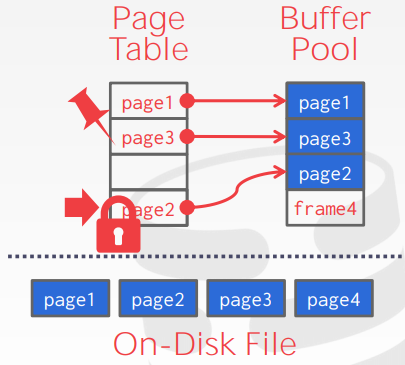 Page
Table
Buffer
Pool
page1
page3
page2
page1
page3
page2
frame4
page1
page2
page3
page4
On-Disk File